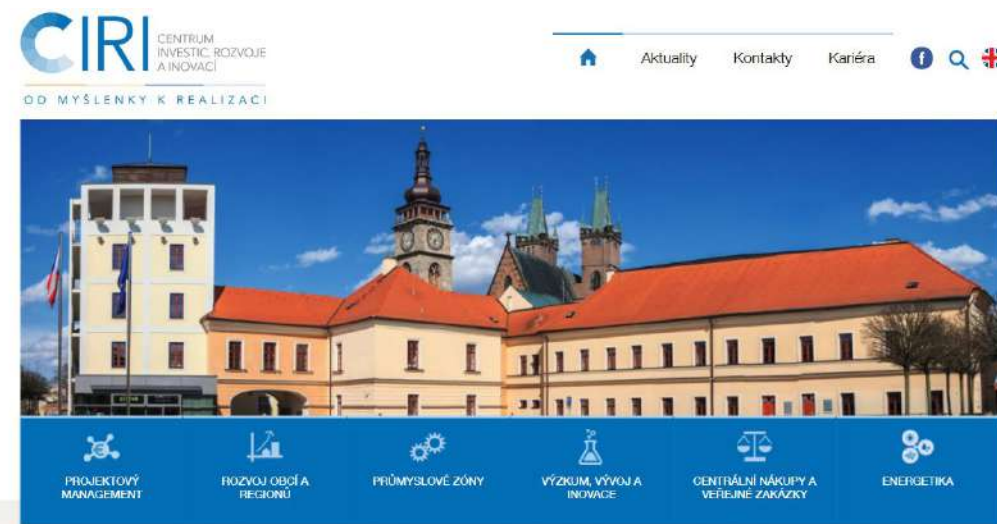 CIRI
CENTRUM
INVESTIC, ROZVOJE
A INOVACÍ
OD MYŠLENKY K REALIZACI
Aktuality Kontakty Kariéra
PROJEKTOVÝ
MANAGEMENT
ROZVOJ OBCÍ A
REGIONŮ
PRŮMYSLOVÉ ZÓNY
VÝZKUM, VÝVOJ A
INOVACE
CENTRÁLNÍ NÁKUPY A
VEŘEJNÉ ZAKÁZKY
ENERGETIKA